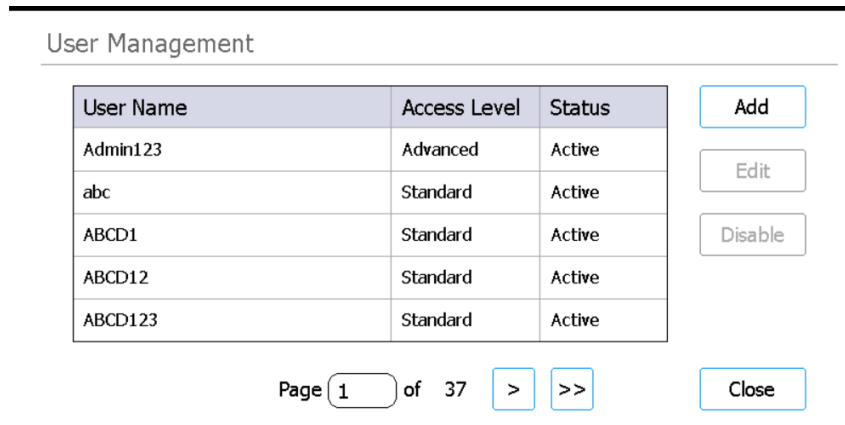 User Management
User Name Access Level Status Add
Admin123 Advanced Active
Edit
abc Standard Active
ABCD1 Standard Active Disable
ABCD12 Standard Active
ABCD123 Standard Active
Page 1 of 37 > >> Close